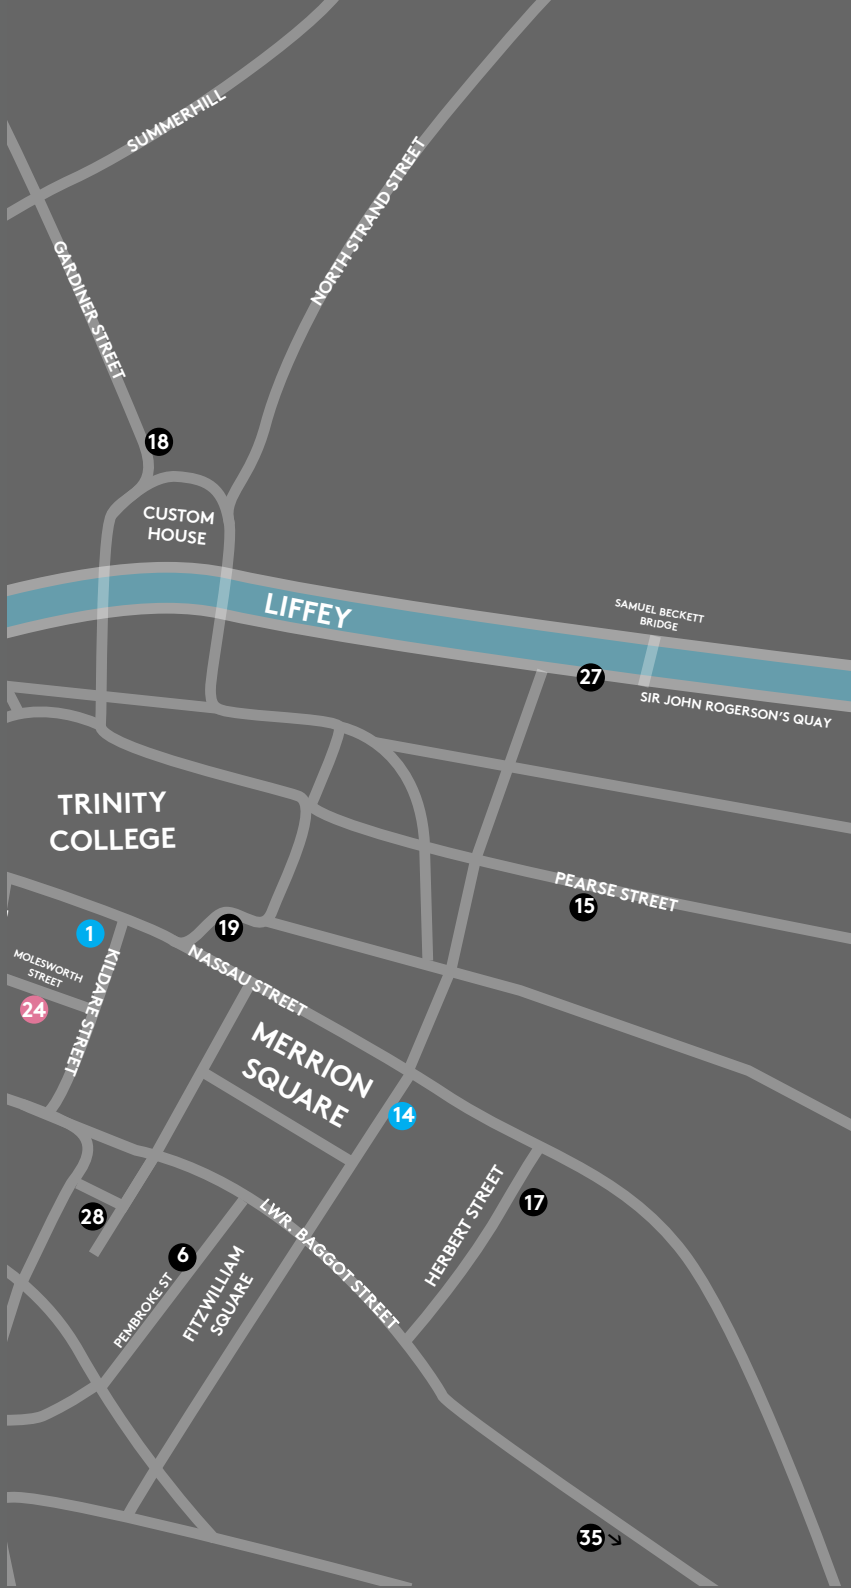 SUMMERHILL
NORTH STRAND STREET
GARDINER STREET
18
CUSTOM
HOUSE
LIFFEY
SAMUEL BECKETT
BRIDGE
27
SIR JOHN ROGERSON'S QUAY
TRINITY
COLLEGE
PEARSE STREET
15
1
19
MOLESWORTH
STREET
KILDARE STREET
NASSAU STREET
24
MERRION
SQUARE
14
HERBERT STREET
17
28
LWR. BAGGOT STREET
6
PEMBROKE ST
FITZWILLIAM
SQUARE
35